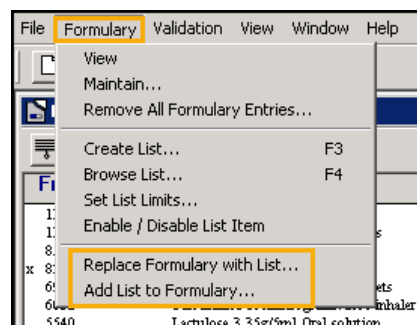 File Formulary Validation View Window Help
View
Maintain...
Remove All Formulary Entries...
Create List... F3
Browse List... F4
Set List Limits...
Enable / Disable List Item
Replace Formulary with List...
Add List to Formulary...
x
inhaler
5540 Lactulose 3.35g/5ml Oral solution